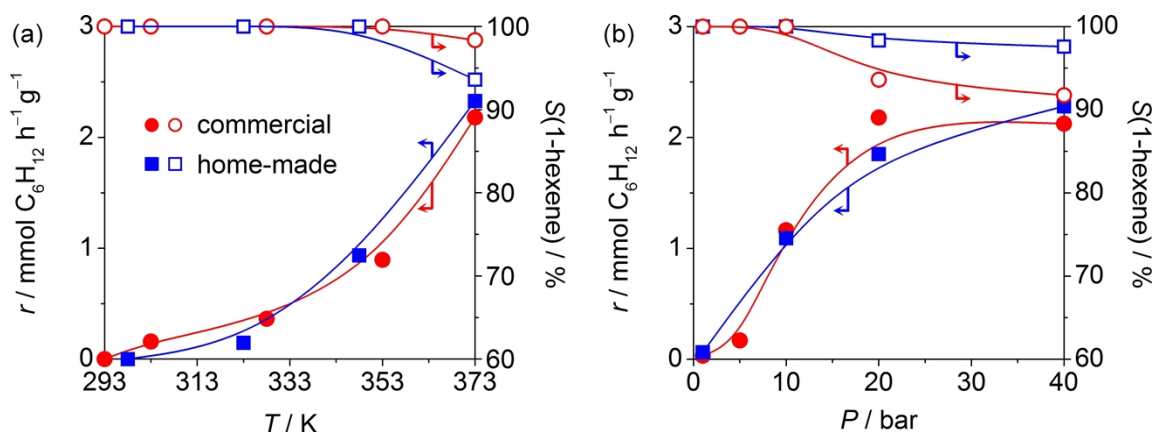 (a)
3
2
1
0
r / mmol C₆H₁₂ h⁻¹ g⁻¹
commercial
home-made
100
90
80
70
60
S(1-hexene) / %
293 313 333 353 373
T / K
(b)
3
2
1
0
r / mmol C₆H₁₂ h⁻¹ g⁻¹
100
90
80
70
60
S(1-hexene) / %
0 10 20 30 40
P / bar